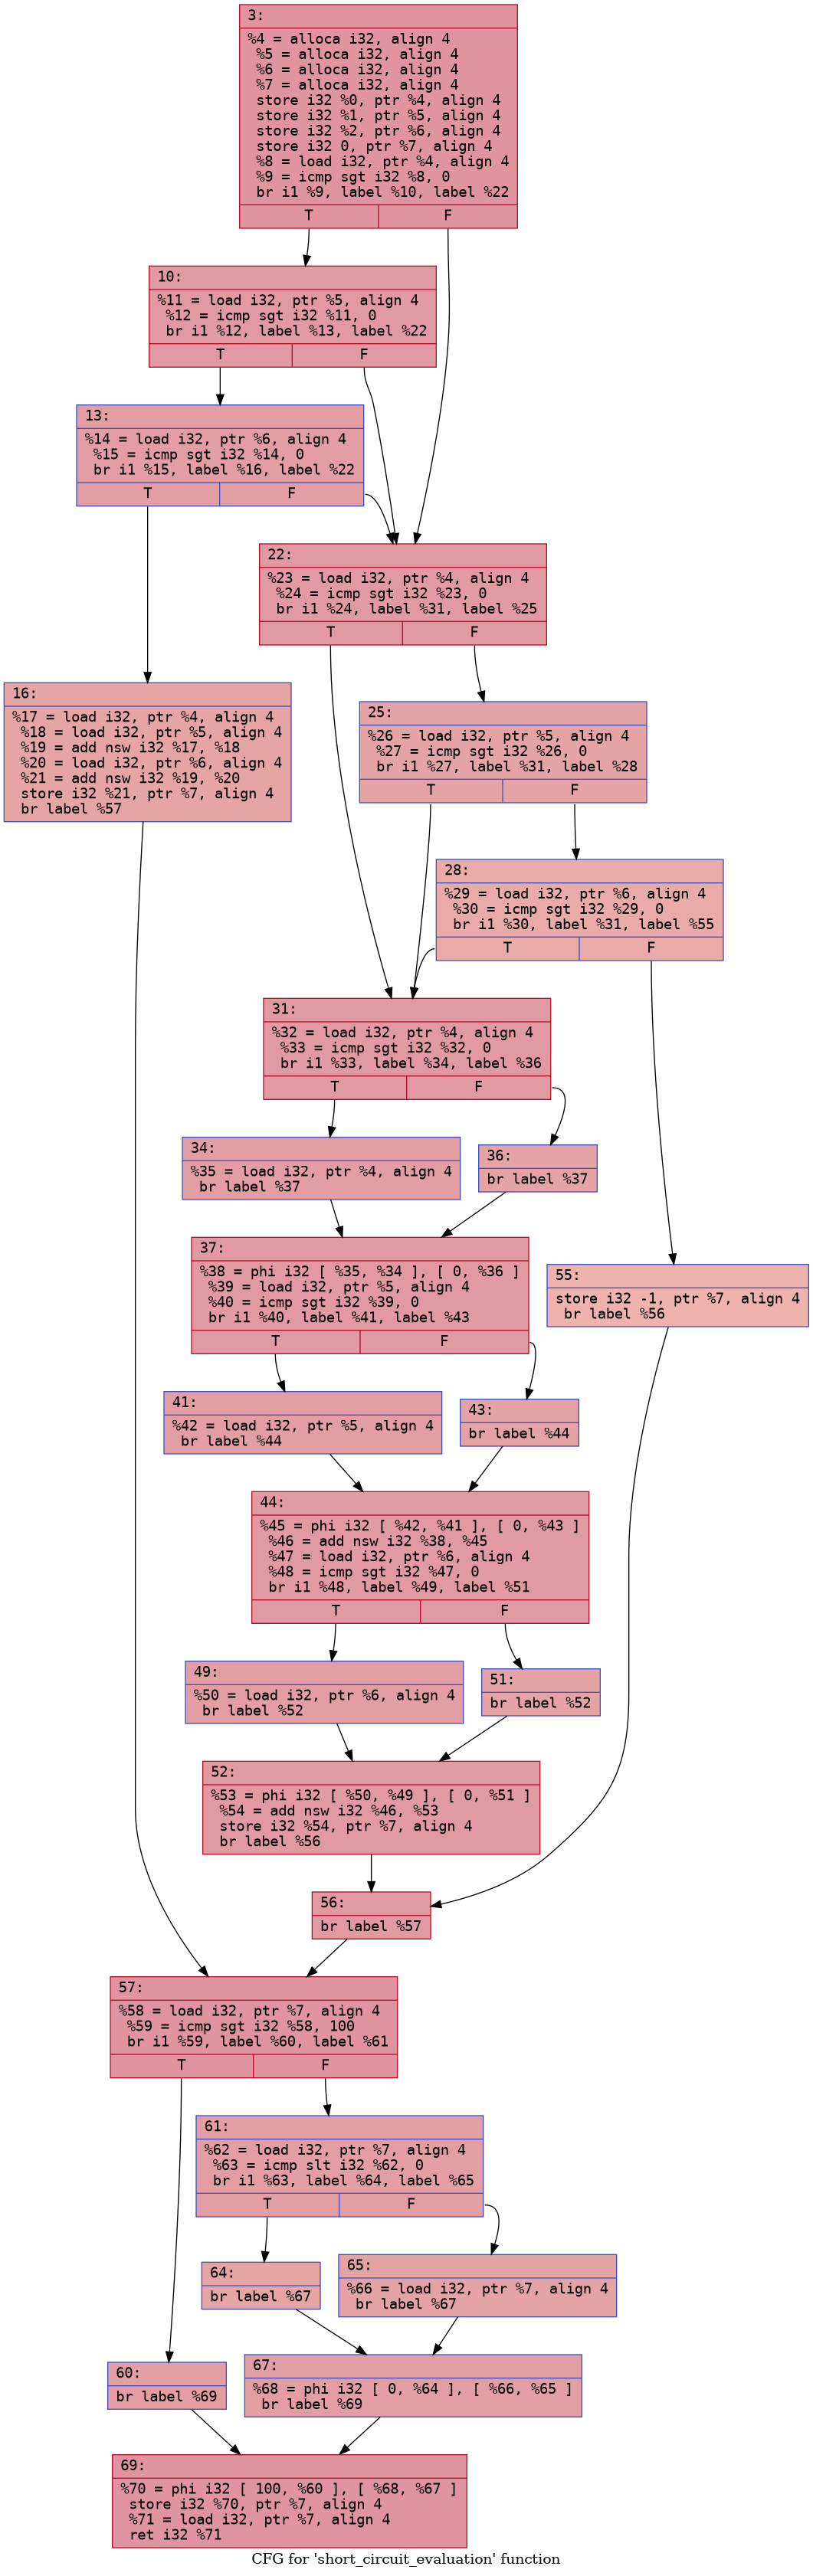 3:
%4 = alloca i32, align 4
%5 = alloca i32, align 4
%6 = alloca i32, align 4
%7 = alloca i32, align 4
store i32 %0, ptr %4, align 4
store i32 %1, ptr %5, align 4
store i32 %2, ptr %6, align 4
store i32 0, ptr %7, align 4
%8 = load i32, ptr %4, align 4
%9 = icmp sgt i32 %8, 0
br i1 %9, label %10, label %22
T F
10:
%11 = load i32, ptr %5, align 4
%12 = icmp sgt i32 %11, 0
br i1 %12, label %13, label %22
T F
13:
%14 = load i32, ptr %6, align 4
%15 = icmp sgt i32 %14, 0
br i1 %15, label %16, label %22
T F
22:
%23 = load i32, ptr %4, align 4
%24 = icmp sgt i32 %23, 0
br i1 %24, label %31, label %25
T F
16:
%17 = load i32, ptr %4, align 4
%18 = load i32, ptr %5, align 4
%19 = add nsw i32 %17, %18
%20 = load i32, ptr %6, align 4
%21 = add nsw i32 %19, %20
store i32 %21, ptr %7, align 4
br label %57
25:
%26 = load i32, ptr %5, align 4
%27 = icmp sgt i32 %26, 0
br i1 %27, label %31, label %28
T F
28:
%29 = load i32, ptr %6, align 4
%30 = icmp sgt i32 %29, 0
br i1 %30, label %31, label %55
T F
31:
%32 = load i32, ptr %4, align 4
%33 = icmp sgt i32 %32, 0
br i1 %33, label %34, label %36
T F
34:
%35 = load i32, ptr %4, align 4
br label %37
36:
br label %37
37:
%38 = phi i32 [ %35, %34 ], [ 0, %36 ]
%39 = load i32, ptr %5, align 4
%40 = icmp sgt i32 %39, 0
br i1 %40, label %41, label %43
T F
55:
store i32 -1, ptr %7, align 4
br label %56
41:
%42 = load i32, ptr %5, align 4
br label %44
43:
br label %44
44:
%45 = phi i32 [ %42, %41 ], [ 0, %43 ]
%46 = add nsw i32 %38, %45
%47 = load i32, ptr %6, align 4
%48 = icmp sgt i32 %47, 0
br i1 %48, label %49, label %51
T F
49:
%50 = load i32, ptr %6, align 4
br label %52
51:
br label %52
52:
%53 = phi i32 [ %50, %49 ], [ 0, %51 ]
%54 = add nsw i32 %46, %53
store i32 %54, ptr %7, align 4
br label %56
56:
br label %57
57:
%58 = load i32, ptr %7, align 4
%59 = icmp sgt i32 %58, 100
br i1 %59, label %60, label %61
T F
61:
%62 = load i32, ptr %7, align 4
%63 = icmp slt i32 %62, 0
br i1 %63, label %64, label %65
T F
64:
br label %67
65:
%66 = load i32, ptr %7, align 4
br label %67
60:
br label %69
67:
%68 = phi i32 [ 0, %64 ], [ %66, %65 ]
br label %69
69:
%70 = phi i32 [ 100, %60 ], [ %68, %67 ]
store i32 %70, ptr %7, align 4
%71 = load i32, ptr %7, align 4
ret i32 %71
CFG for 'short_circuit_evaluation' function